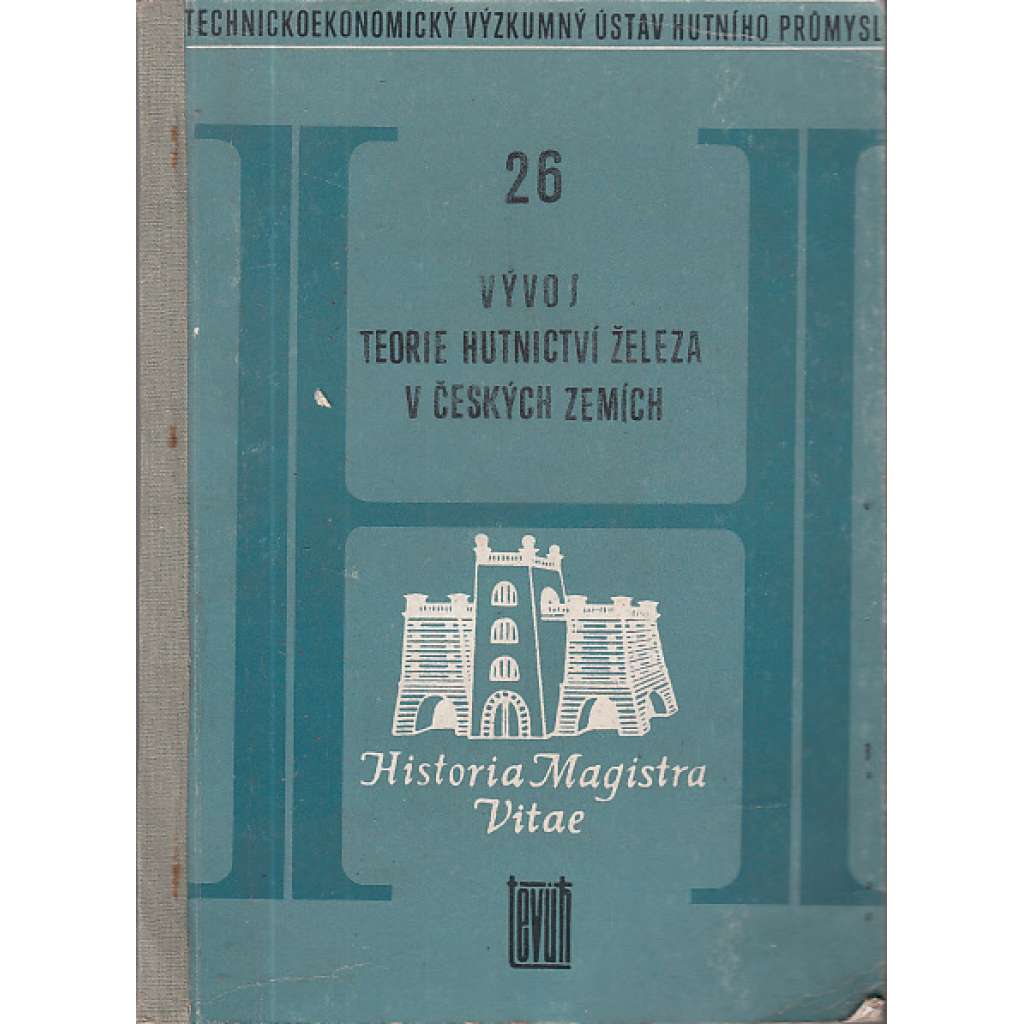 TECHNICKOEKONOMICKÝ VÝZKUMNÝ ÚSTAV HUTNÍHO PRŮMYSL
26
VÝVOJ
TEORIE HUTNICTVÍ ŽELEZA
V ČESKÝCH ZEMÍCH
Historia Magistra
Vitae
tevúh